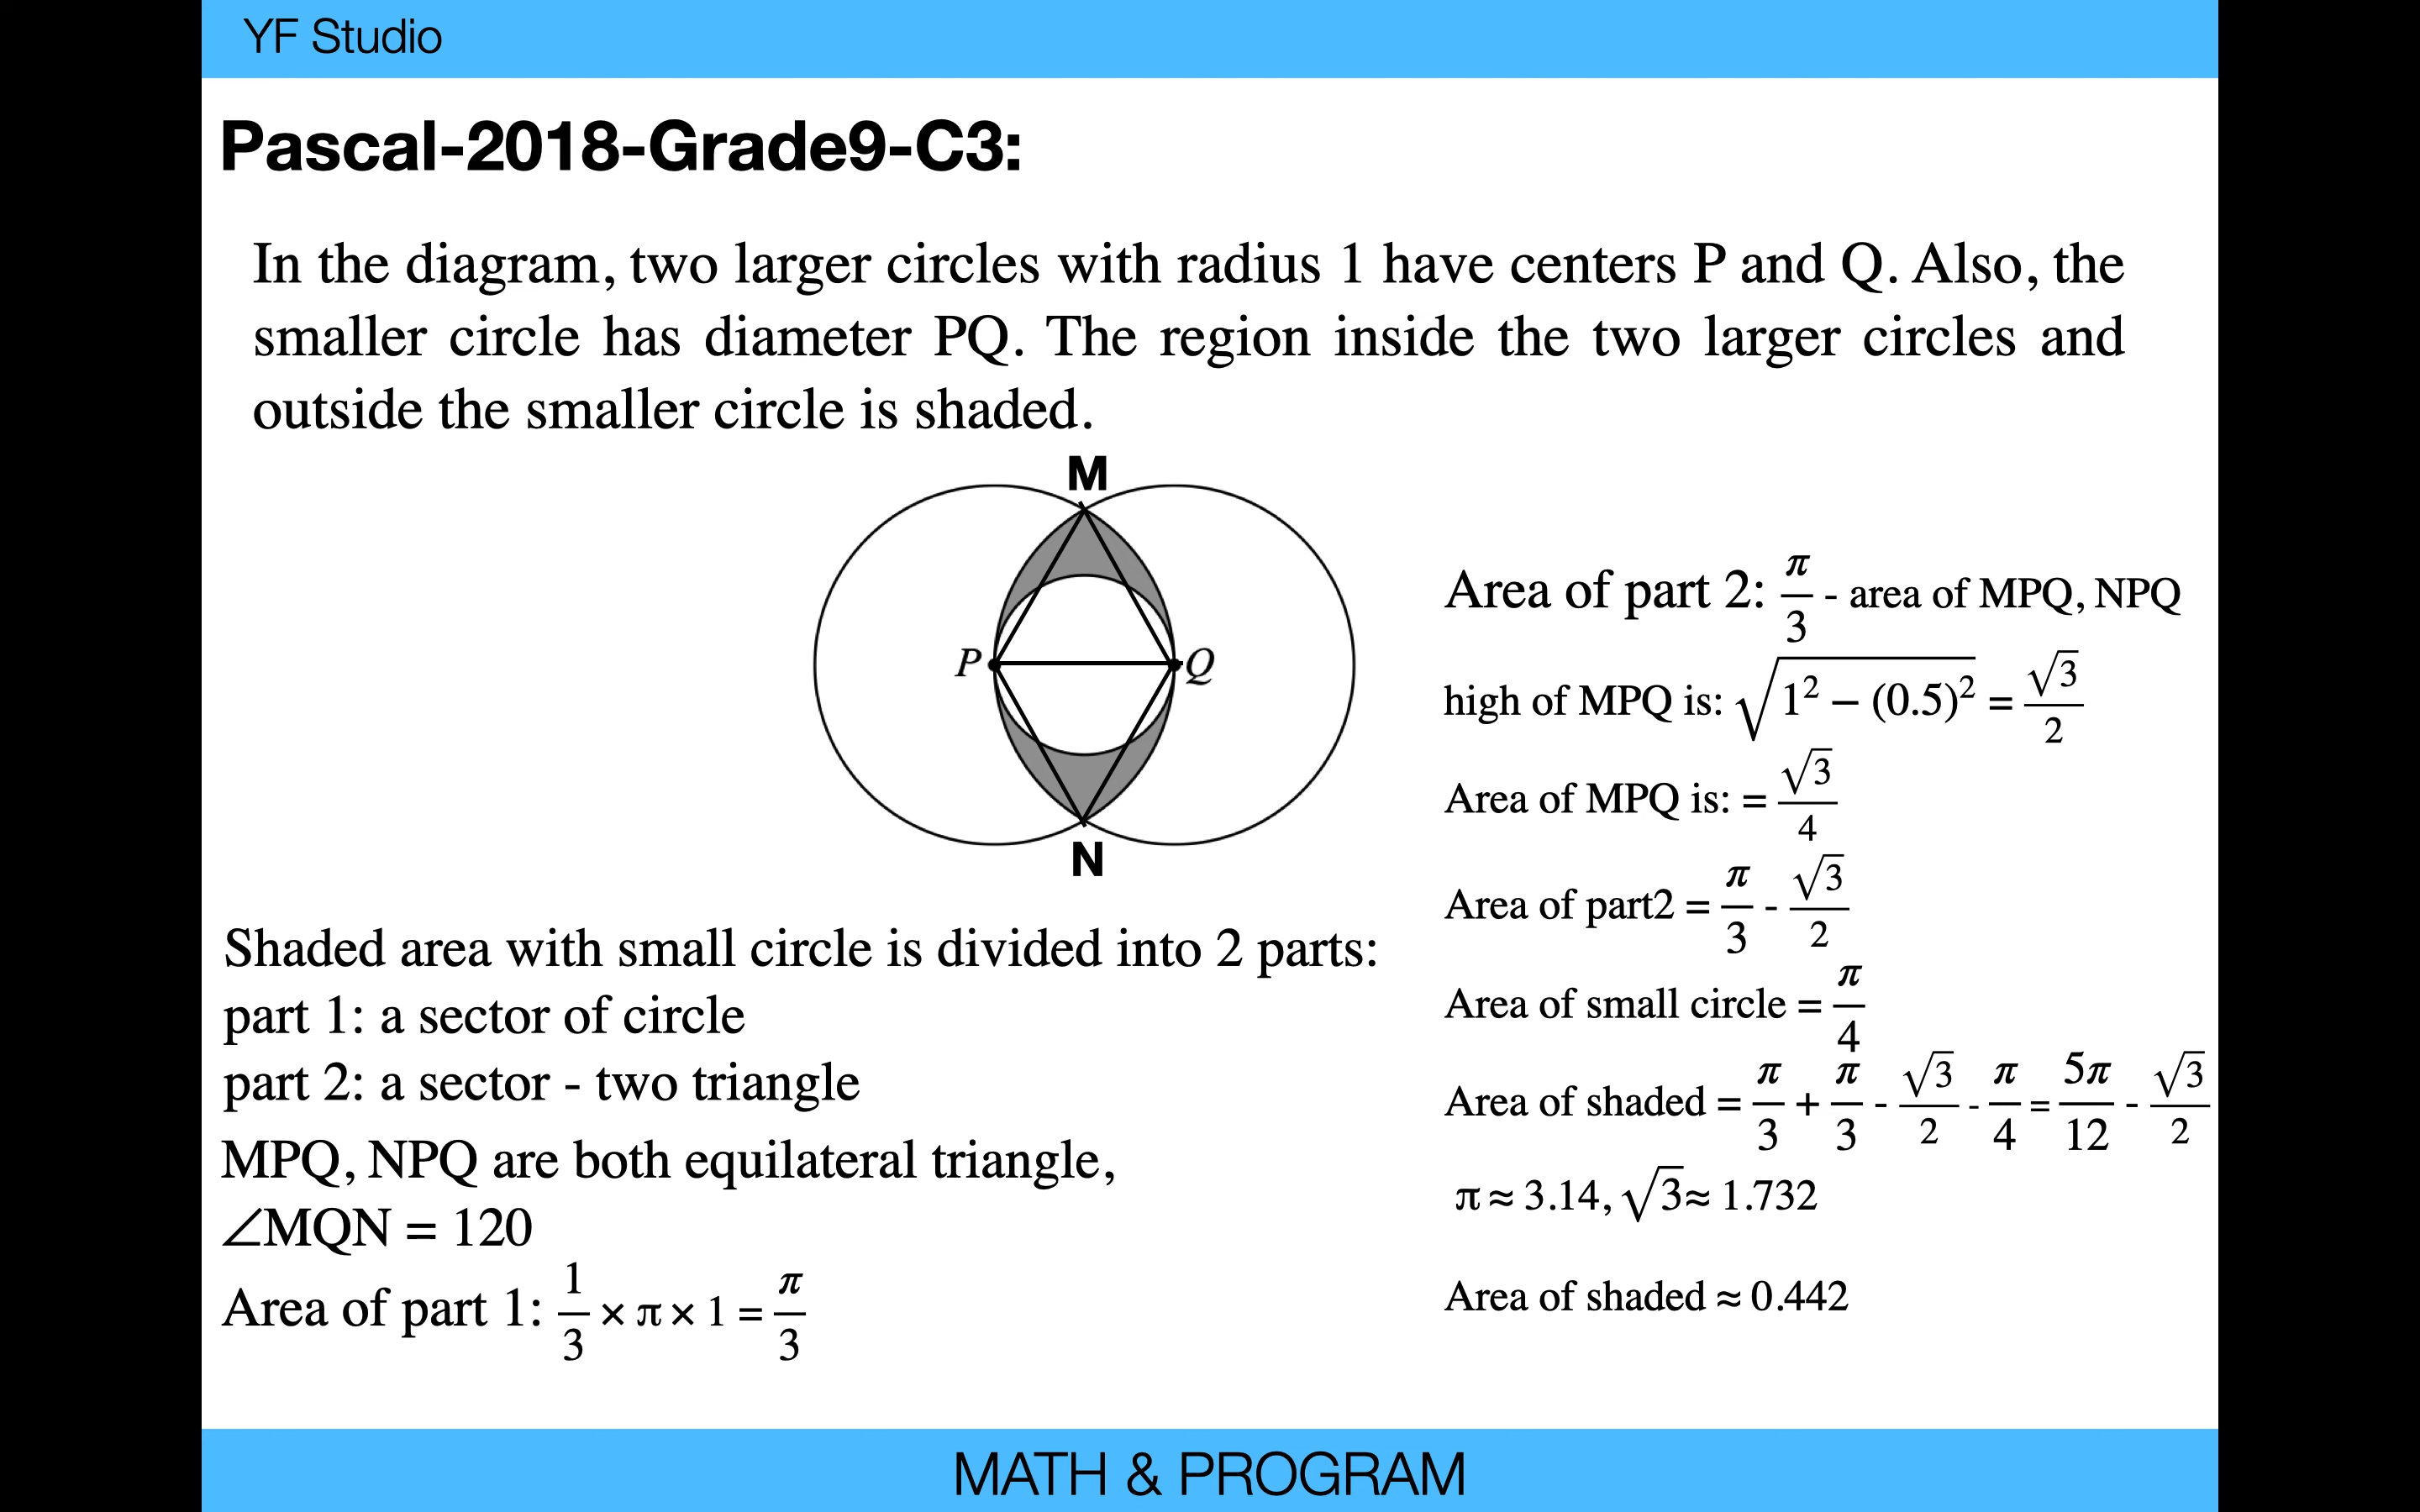 YF Studio
Pascal-2018-Grade9-C3:
In the diagram, two larger circles with radius 1 have centers P and Q. Also, the
smaller circle has diameter PQ. The region inside the two larger circles and
outside the smaller circle is shaded.
M
P
Q
N
Shaded area with small circle is divided into 2 parts:
part 1: a sector of circle
part 2: a sector - two triangle
MPQ, NPQ are both equilateral triangle,
∠MQN = 120
Area of part 1: 1/3 × π × 1 = π/3
Area of part 2: π/3 - area of MPQ, NPQ
high of MPQ is: √(1² − (0.5)²) = √3/2
Area of MPQ is: = √3/4
Area of part2 = π/3 - √3/2
Area of small circle = π/4
Area of shaded = π/3 + π/3 - √3/2 - π/4 = 5π/12 - √3/2
π ≈ 3.14, √3 ≈ 1.732
Area of shaded ≈ 0.442
MATH & PROGRAM